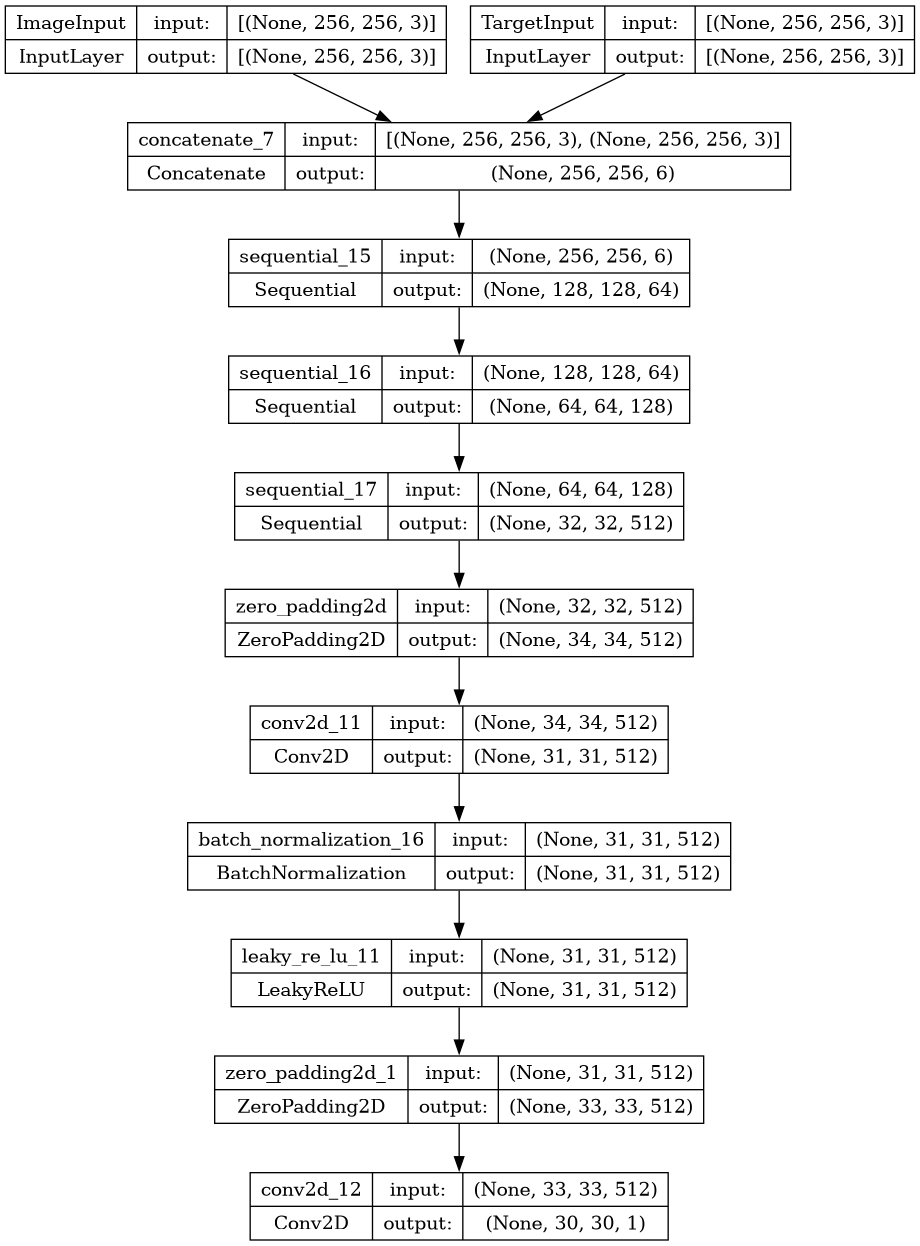 ImageInput input: [(None, 256, 256, 3)]
InputLayer output: [(None, 256, 256, 3)]
TargetInput input: [(None, 256, 256, 3)]
InputLayer output: [(None, 256, 256, 3)]
concatenate_7 input: [(None, 256, 256, 3), (None, 256, 256, 3)]
Concatenate output: (None, 256, 256, 6)
sequential_15 input: (None, 256, 256, 6)
Sequential output: (None, 128, 128, 64)
sequential_16 input: (None, 128, 128, 64)
Sequential output: (None, 64, 64, 128)
sequential_17 input: (None, 64, 64, 128)
Sequential output: (None, 32, 32, 512)
zero_padding2d input: (None, 32, 32, 512)
ZeroPadding2D output: (None, 34, 34, 512)
conv2d_11 input: (None, 34, 34, 512)
Conv2D output: (None, 31, 31, 512)
batch_normalization_16 input: (None, 31, 31, 512)
BatchNormalization output: (None, 31, 31, 512)
leaky_re_lu_11 input: (None, 31, 31, 512)
LeakyReLU output: (None, 31, 31, 512)
zero_padding2d_1 input: (None, 31, 31, 512)
ZeroPadding2D output: (None, 33, 33, 512)
conv2d_12 input: (None, 33, 33, 512)
Conv2D output: (None, 30, 30, 1)